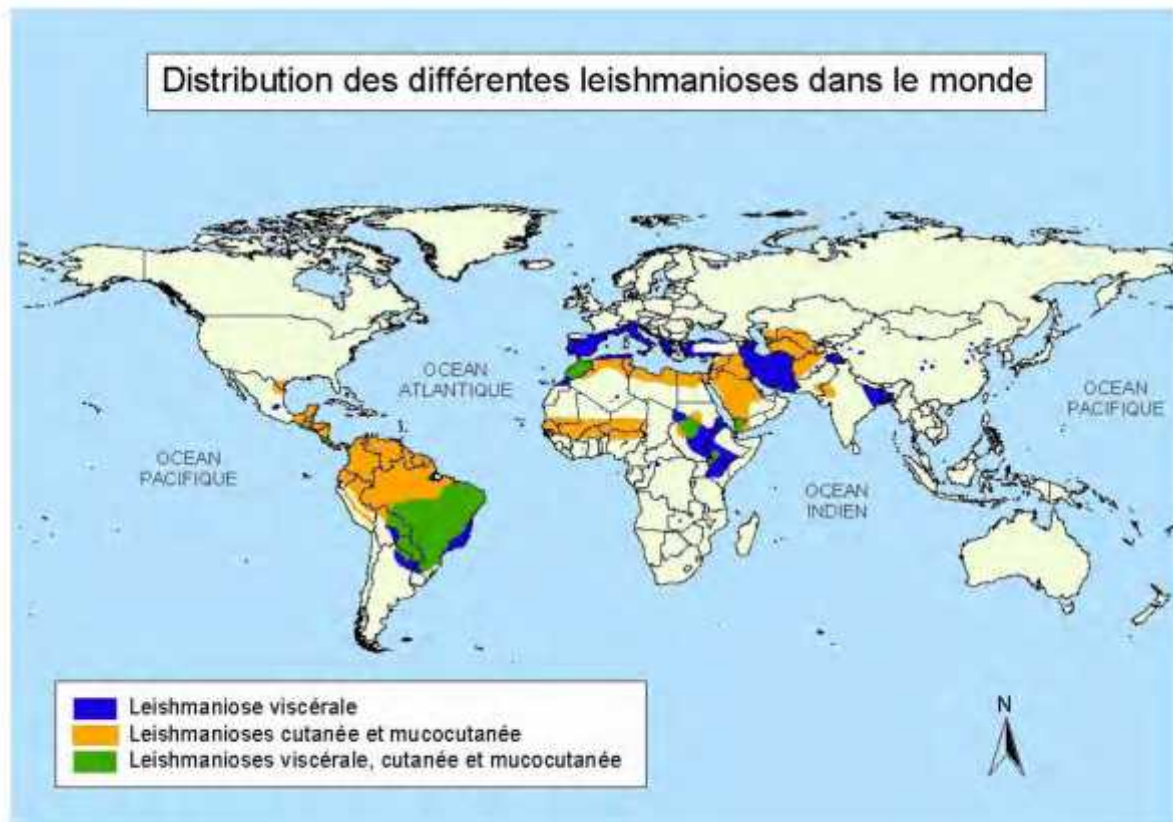 Distribution des différentes leishmanioses dans le monde
OCEAN
ATLANTIQUE
OCEAN
PACIFIQUE
OCEAN
PACIFIQUE
OCEAN
INDIEN
Leishmaniose viscérale
Leishmanioses cutanée et mucocutanée
Leishmanioses viscérale, cutanée et mucocutanée
N